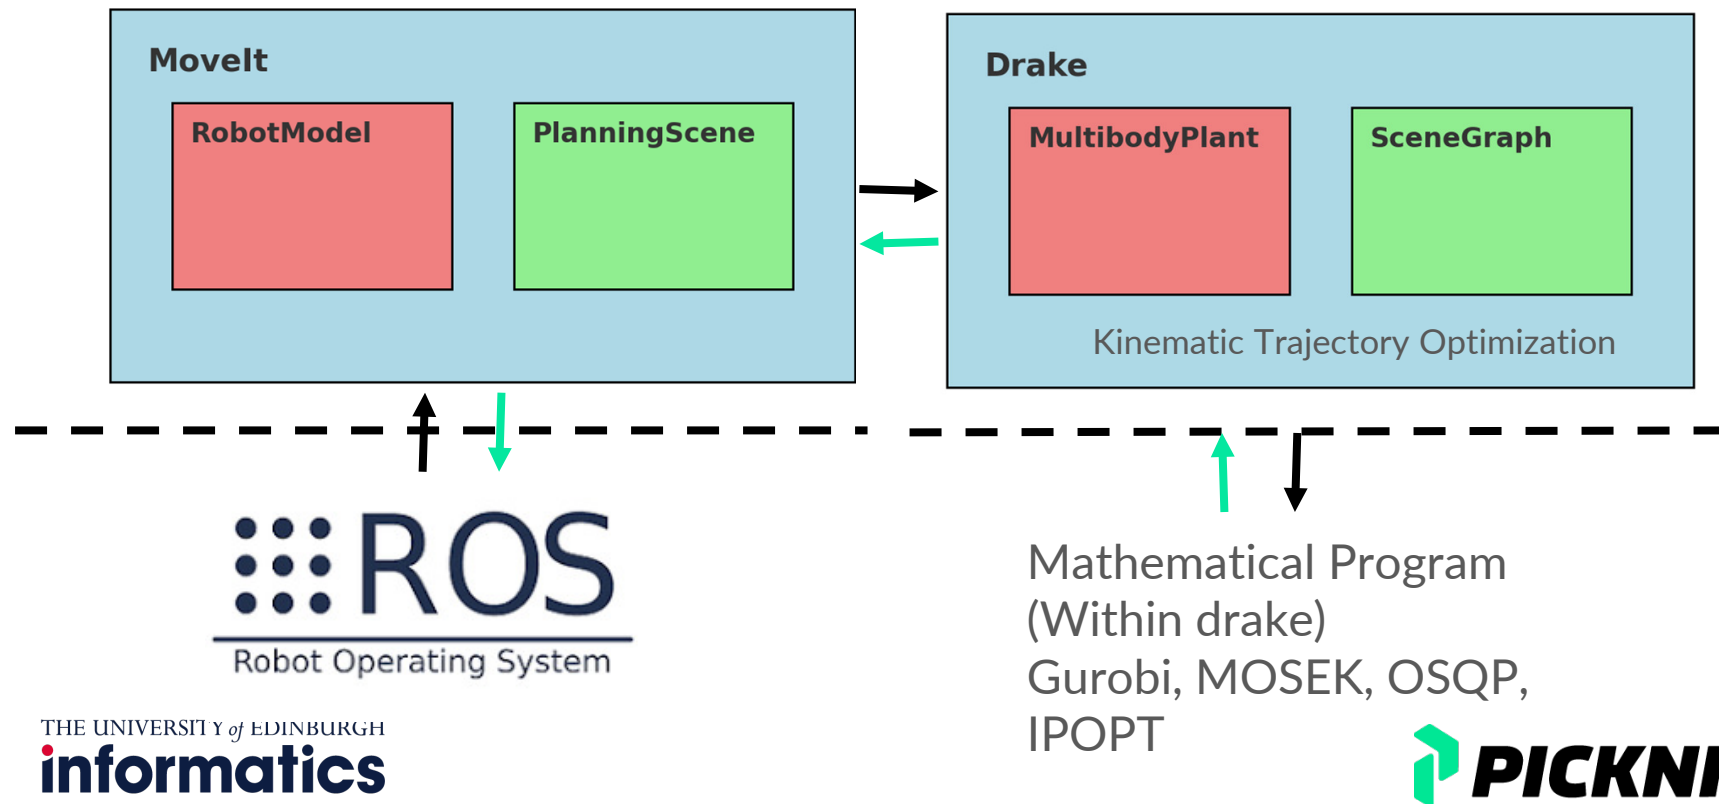 MoveIt
RobotModel
PlanningScene
Drake
MultibodyPlant
SceneGraph
Kinematic Trajectory Optimization
ROS
Robot Operating System
Mathematical Program
(Within drake)
Gurobi, MOSEK, OSQP,
IPOPT
THE UNIVERSITY of EDINBURGH
informatics
PICKNI